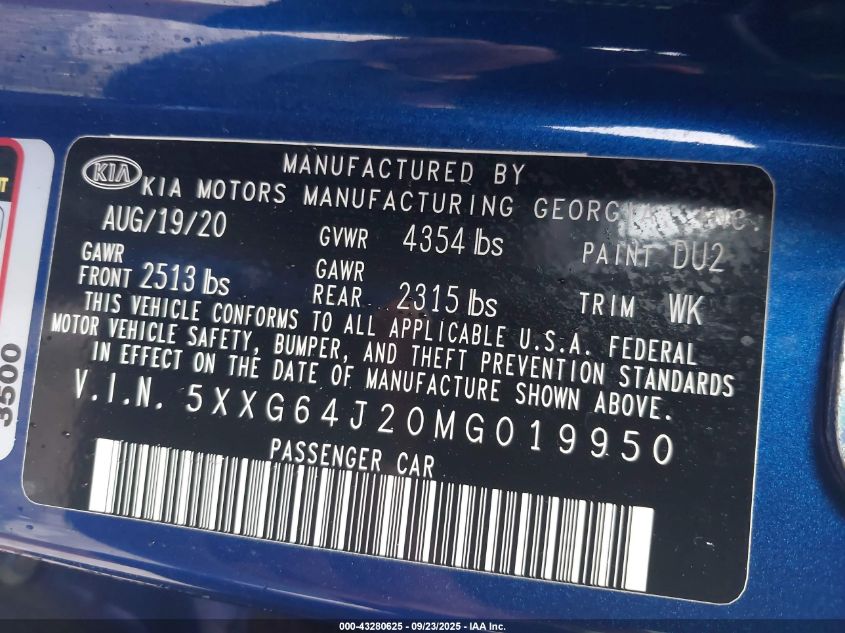 KIA
MANUFACTURED BY
KIA MOTORS MANUFACTURING GEORGIA, Inc.
AUG/19/20 GVWR 4354 lbs PAINT DU2
GAWR
FRONT 2513 lbs
GAWR
REAR 2315 lbs TRIM WK
THIS VEHICLE CONFORMS TO ALL APPLICABLE U.S.A. FEDERAL
MOTOR VEHICLE SAFETY, BUMPER, AND THEFT PREVENTION STANDARDS
IN EFFECT ON THE DATE OF MANUFACTURE SHOWN ABOVE.
V.I.N. 5XXG64J20MG019950
PASSENGER CAR
3500
000-43280625 - 09/23/2025 - IAA Inc.